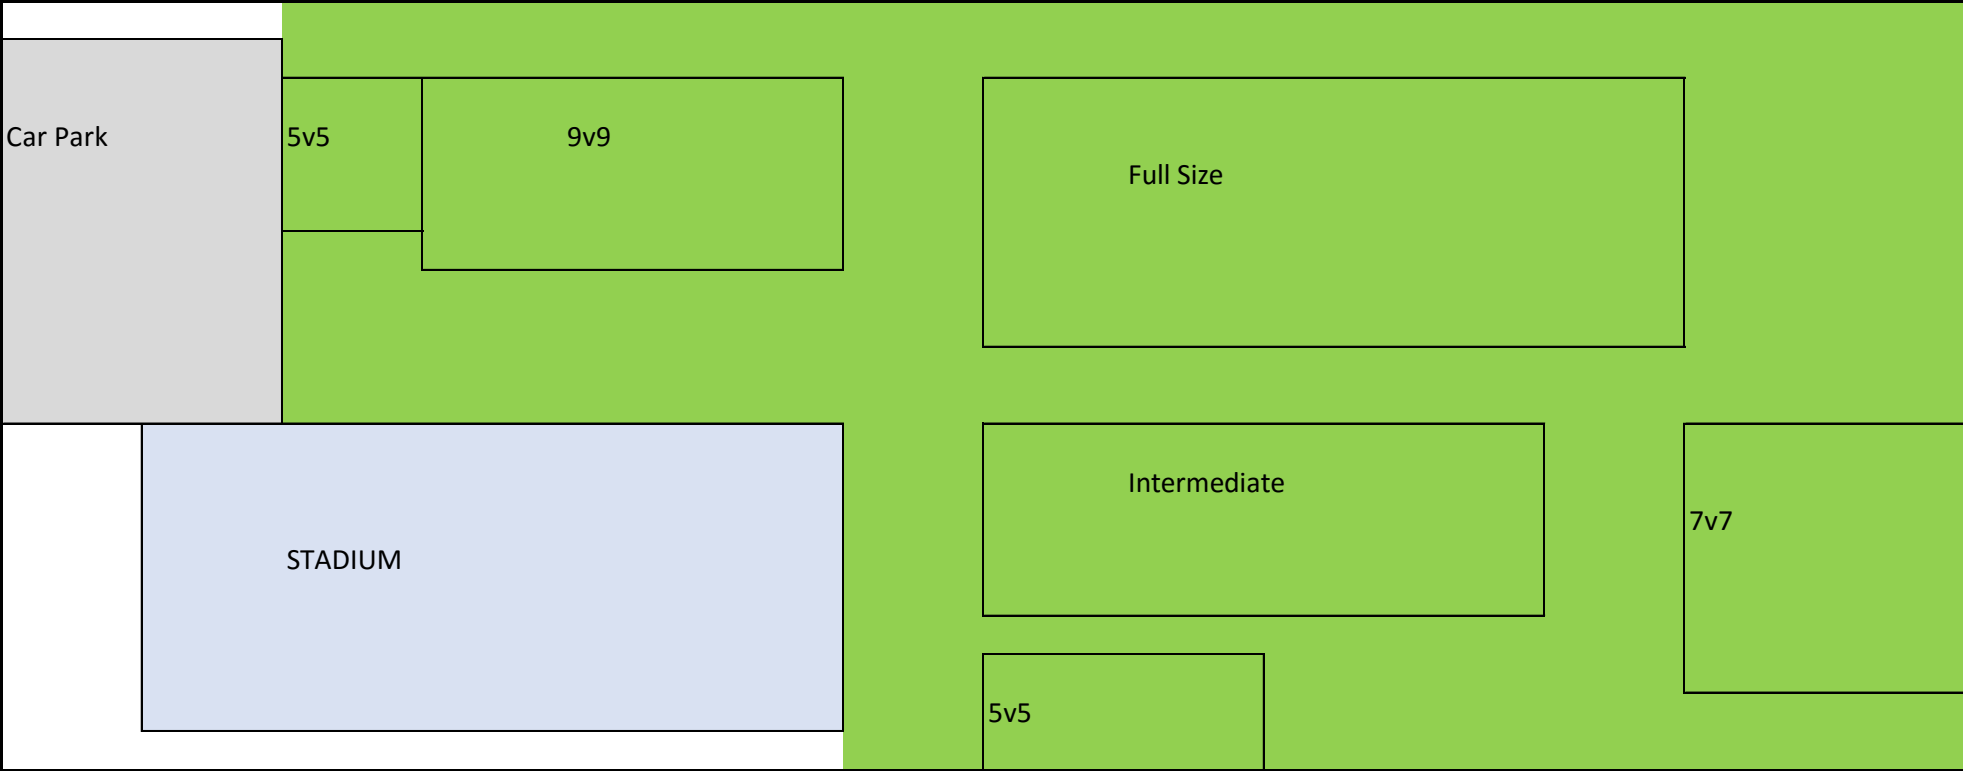 Car Park
5v5
9v9
Full Size
Intermediate
7v7
STADIUM
5v5